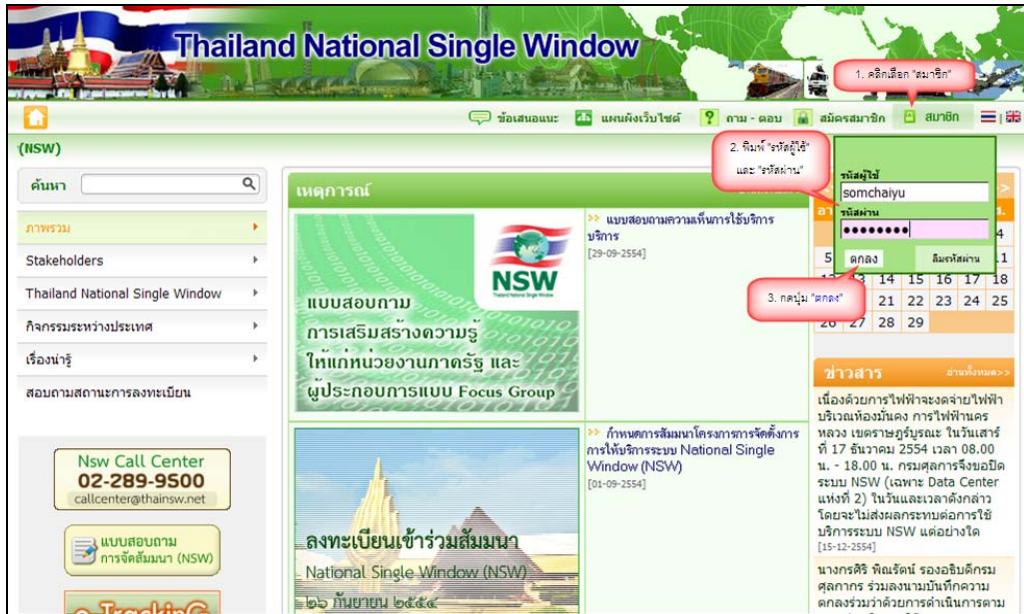 Thailand National Single Window
1. คลิกเลือก "สมาชิก"
ข้อเสนอแนะ
แผนผังเว็บไซต์
ถาม - ตอบ
สมัครสมาชิก
สมาชิก
(NSW)
2. พิมพ์ "รหัสผู้ใช้"
และ "รหัสผ่าน"
รหัสผู้ใช้
somchaiyu
รหัสผ่าน
ตกลง
ลืมรหัสผ่าน
3. กดปุ่ม "ตกลง"
ค้นหา
ภาพรวม
Stakeholders
Thailand National Single Window
กิจกรรมระหว่างประเทศ
เรื่องน่ารู้
สอบถามสถานะการลงทะเบียน
Nsw Call Center
02-289-9500
callcenter@thainsw.net
แบบสอบถาม
การจัดสัมมนา (NSW)
e-TrackinG
เหตุการณ์
NSW
แบบสอบถาม
การเสริมสร้างความรู้
ให้แก่หน่วยงานภาครัฐ และ
ผู้ประกอบการแบบ Focus Group
>> แบบสอบถามความเห็นการใช้บริการ
บริการ
[29-09-2554]
ลงทะเบียนเข้าร่วมสัมมนา
National Single Window (NSW)
๒๖ กันยายน ๒๕๕๔
>> กำหนดการสัมมนาโครงการการจัดตั้งการ
การให้บริการระบบ National Single
Window (NSW)
[01-09-2554]
อา
ส.
4
5
11
12 13 14 15 16 17 18
21 22 23 24 25
26 27 28 29
ข่าวสาร
อ่านทั้งหมด>>
เนื่องด้วยการไฟฟ้าจะงดจ่ายไฟฟ้า
บริเวณห้องมั่นคง การไฟฟ้านคร
หลวง เขตราษฎร์บูรณะ ในวันเสาร์
ที่ 17 ธันวาคม 2554 เวลา 08.00
น. - 18.00 น. กรมศุลการจึงขอปิด
ระบบ NSW (เฉพาะ Data Center
แห่งที่ 2) ในวันและเวลาดังกล่าว
โดยจะไม่ส่งผลกระทบต่อการใช้
บริการระบบ NSW แต่อย่างใด
[15-12-2554]
นางกรศิริ พิณรัตน์ รองอธิบดีกรม
ศุลกากร ร่วมลงนามบันทึกความ
ตกลงร่วมว่าด้วยการดำเนินการตาม